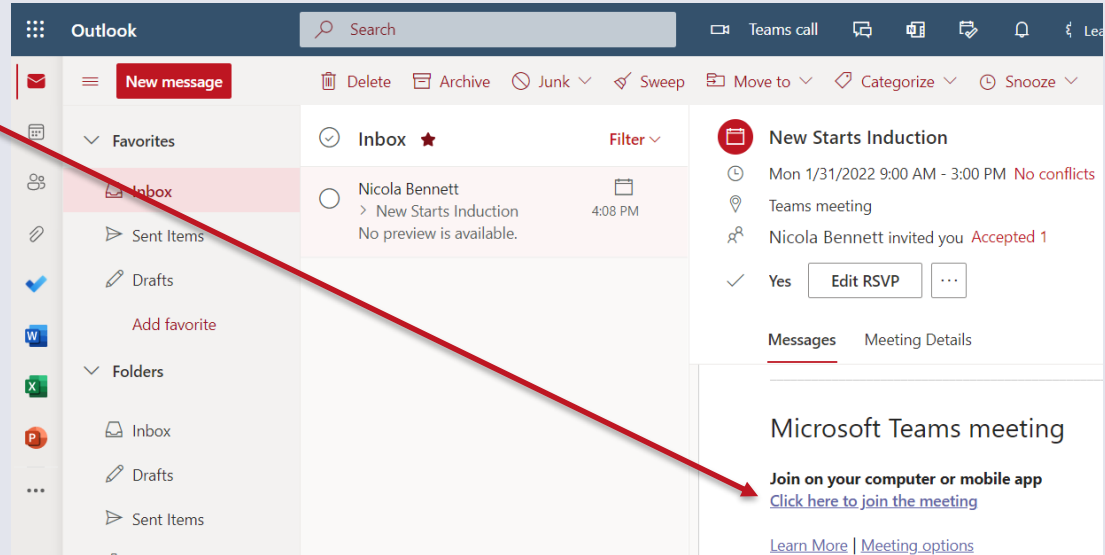 Outlook
Search
Teams call
Lea
New message
Delete
Archive
Junk
Sweep
Move to
Categorize
Snooze
Favorites
Inbox
Sent Items
Drafts
Add favorite
Folders
Inbox
Drafts
Sent Items
Inbox
Filter
Nicola Bennett
> New Starts Induction
4:08 PM
No preview is available.
New Starts Induction
Mon 1/31/2022 9:00 AM - 3:00 PM No conflicts
Teams meeting
Nicola Bennett invited you Accepted 1
Yes
Edit RSVP
...
Messages
Meeting Details
Microsoft Teams meeting
Join on your computer or mobile app
Click here to join the meeting
Learn More | Meeting options
W
X
P